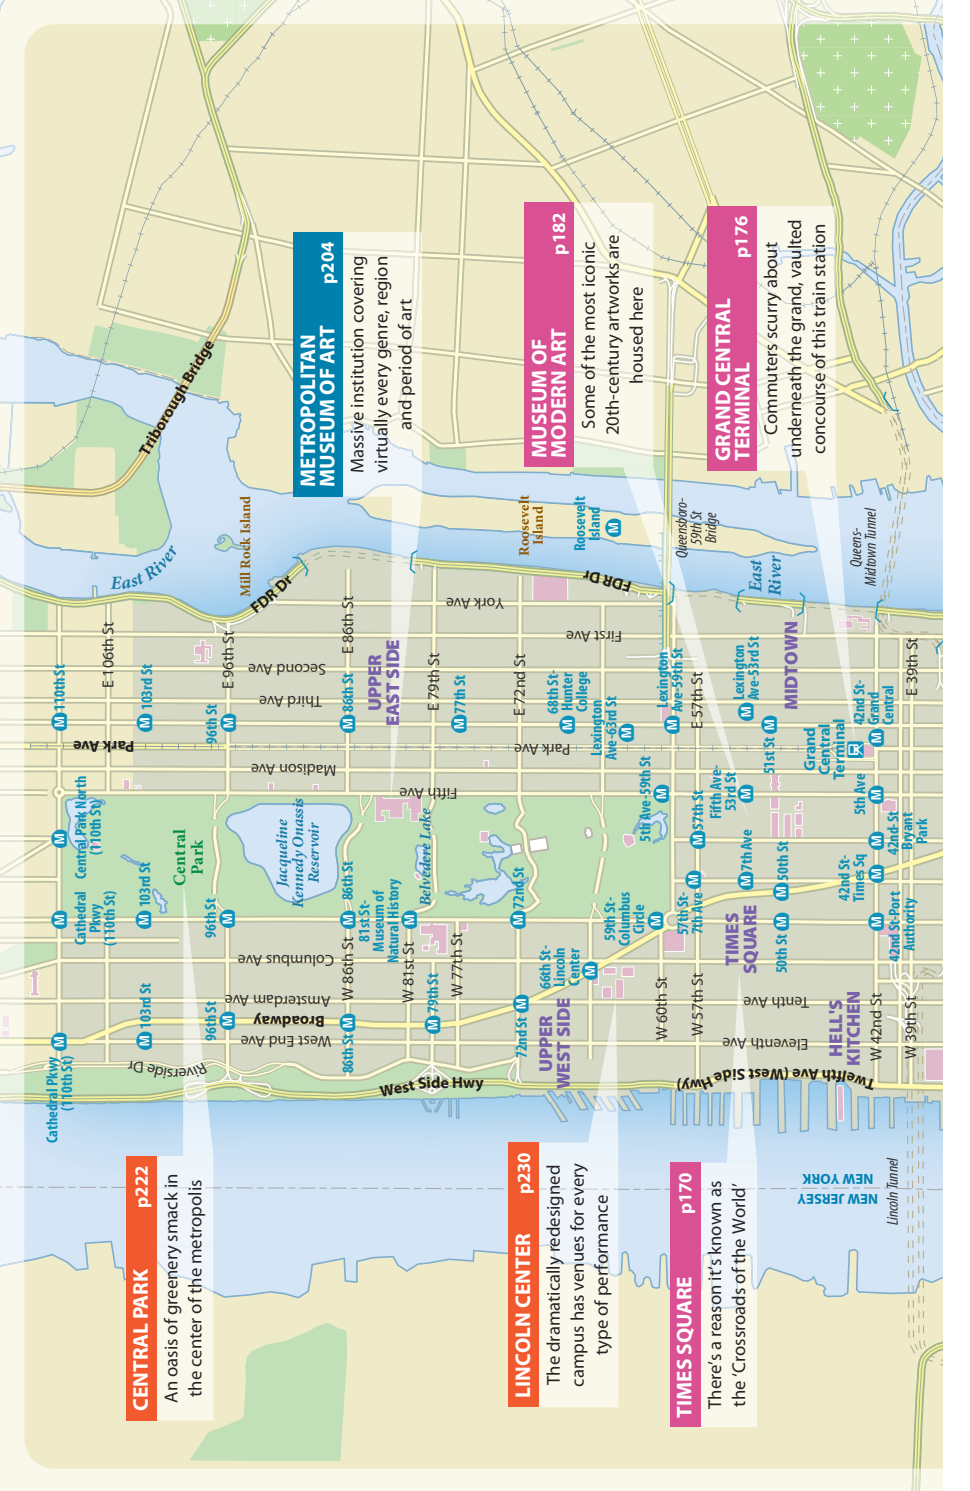 METROPOLITAN
MUSEUM OF ART p204
Massive institution covering
virtually every genre, region
and period of art
MUSEUM OF
MODERN ART p182
Some of the most iconic
20th-century artworks are
housed here
GRAND CENTRAL
TERMINAL p176
Commuters scurry about
underneath the grand, vaulted
concourse of this train station
CENTRAL PARK p222
An oasis of greenery smack in
the center of the metropolis
LINCOLN CENTER p230
The dramatically redesigned
campus has venues for every
type of performance
TIMES SQUARE p170
There's a reason it's known as
the 'Crossroads of the World'
Triborough Bridge
East River
Mill Rock Island
FDR Dr
Roosevelt
Island
Roosevelt
Island
M
FDR Dr
Queensboro-
59th St
Bridge
East
River
Queens-
Midtown Tunnel
York Ave
First Ave
Second Ave
Third Ave
Park Ave
Park Ave
Madison Ave
Fifth Ave
E 106th St
E 96th St
E 86th St
E 79th St
E 72nd St
E 57th St
E 39th St
UPPER
EAST SIDE
MIDTOWN
M 110th St
M 103rd St
96th St M
M 86th St
M 77th St
68th St-
Hunter
College
M
Lexington
Ave-63rd St
M
Lexington
Ave-59th St
M
Lexington
Ave-53rd St
M
51st St M
Grand
Central
Terminal
42nd St-
Grand
Central
M
5th Ave
M
5th Ave-59th St
M
M 57th St
Fifth Ave-
53rd St
M
42nd-St
Bryant
Park
M
Central Park North
(110th St)
M
Cathedral
Pkwy
(110th St)
M
M 103rd St
96th St
M
M 86th St
81st St-
Museum of
Natural History
M
M 72nd St
59th St-
Columbus
Circle
M
57th St-
7th Ave
M
M 7th Ave
M 50th St
50th St M
42nd St-
Times Sq
M
42nd St-Port
Authority
M
Central
Park
Jacqueline
Kennedy Onassis
Reservoir
Belvedere Lake
Columbus Ave
Amsterdam Ave
Broadway
West End Ave
Riverside Dr
West Side Hwy
Tenth Ave
Eleventh Ave
Twelfth Ave (West Side Hwy)
W 86th St
W 81st St
W 77th St
W 60th St
W 57th St
W 42nd St
W 39th St
UPPER
WEST SIDE
TIMES
SQUARE
HELL'S
KITCHEN
Cathedral Pkwy
(110th St)
M
M 103rd St
96th St
M
86th St M
M 79th St
72nd St M
66th St-
Lincoln
Center
M
NEW YORK
NEW JERSEY
Lincoln Tunnel